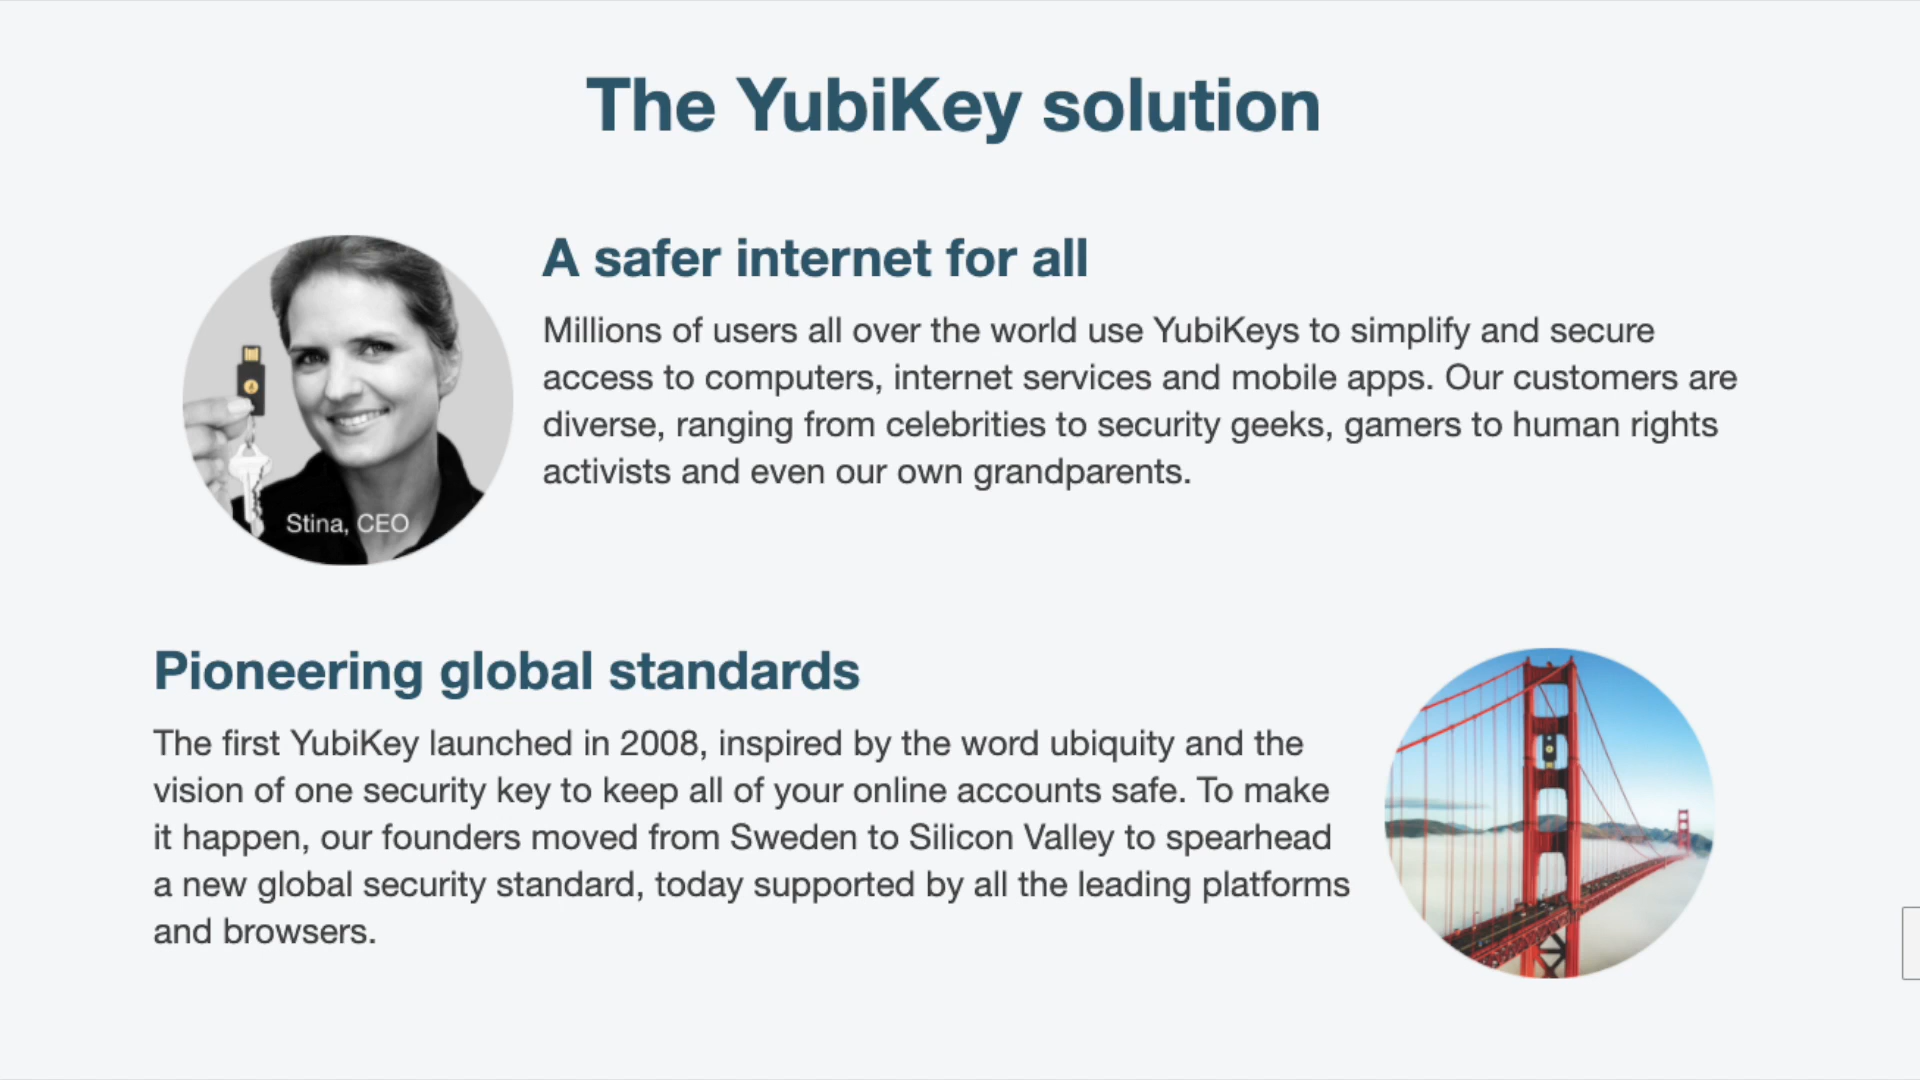 The YubiKey solution
A safer internet for all
Millions of users all over the world use YubiKeys to simplify and secure
access to computers, internet services and mobile apps. Our customers are
diverse, ranging from celebrities to security geeks, gamers to human rights
activists and even our own grandparents.
Stina, CEO
Pioneering global standards
The first YubiKey launched in 2008, inspired by the word ubiquity and the
vision of one security key to keep all of your online accounts safe. To make
it happen, our founders moved from Sweden to Silicon Valley to spearhead
a new global security standard, today supported by all the leading platforms
and browsers.